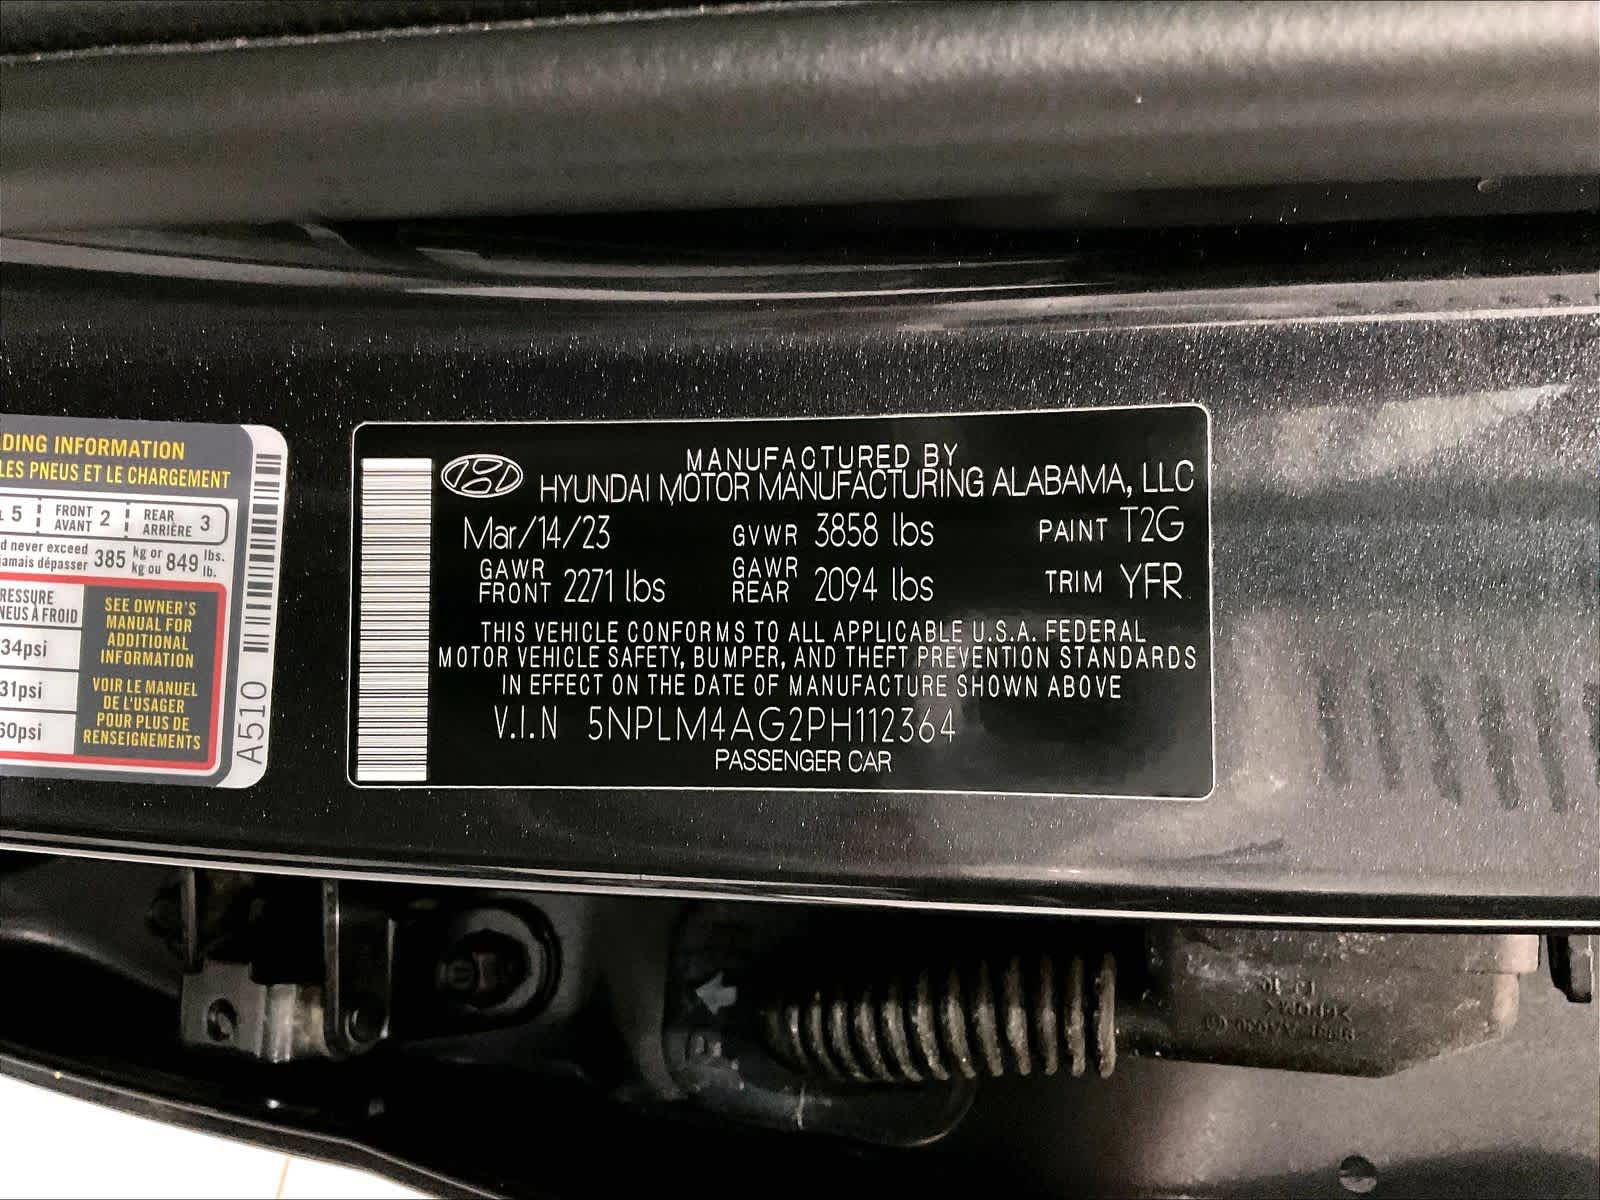 DING INFORMATION
LES PNEUS ET LE CHARGEMENT
5 FRONT AVANT 2 REAR ARRIÈRE 3
never exceed jamais dépasser 385 kg or kg ou 849 lbs. lb.
SEE OWNER'S
MANUAL FOR
ADDITIONAL
INFORMATION
VOIR LE MANUEL
DE L'USAGER
POUR PLUS DE
RENSEIGNEMENTS
NEUS À FROID
34psi
31psi
60psi
A510
MANUFACTURED BY
HYUNDAI MOTOR MANUFACTURING ALABAMA, LLC
Mar/14/23 GVWR 3858 lbs PAINT T2G
GAWR FRONT 2271 lbs GAWR REAR 2094 lbs TRIM YFR
THIS VEHICLE CONFORMS TO ALL APPLICABLE U.S.A. FEDERAL
MOTOR VEHICLE SAFETY, BUMPER, AND THEFT PREVENTION STANDARDS
IN EFFECT ON THE DATE OF MANUFACTURE SHOWN ABOVE
V.I.N 5NPLM4AG2PH112364
PASSENGER CAR